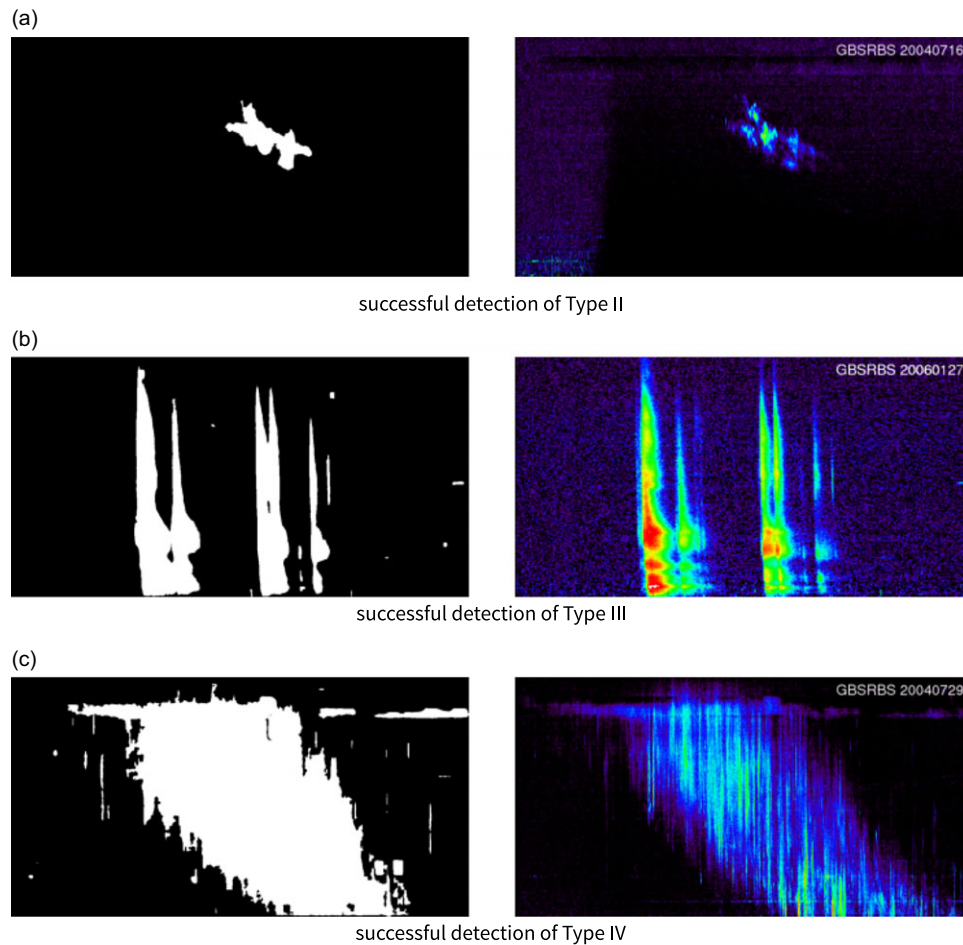 (a)
GBSRBS 20040716
successful detection of Type II
(b)
GBSRBS 20060127
successful detection of Type III
(c)
GBSRBS 20040729
successful detection of Type IV